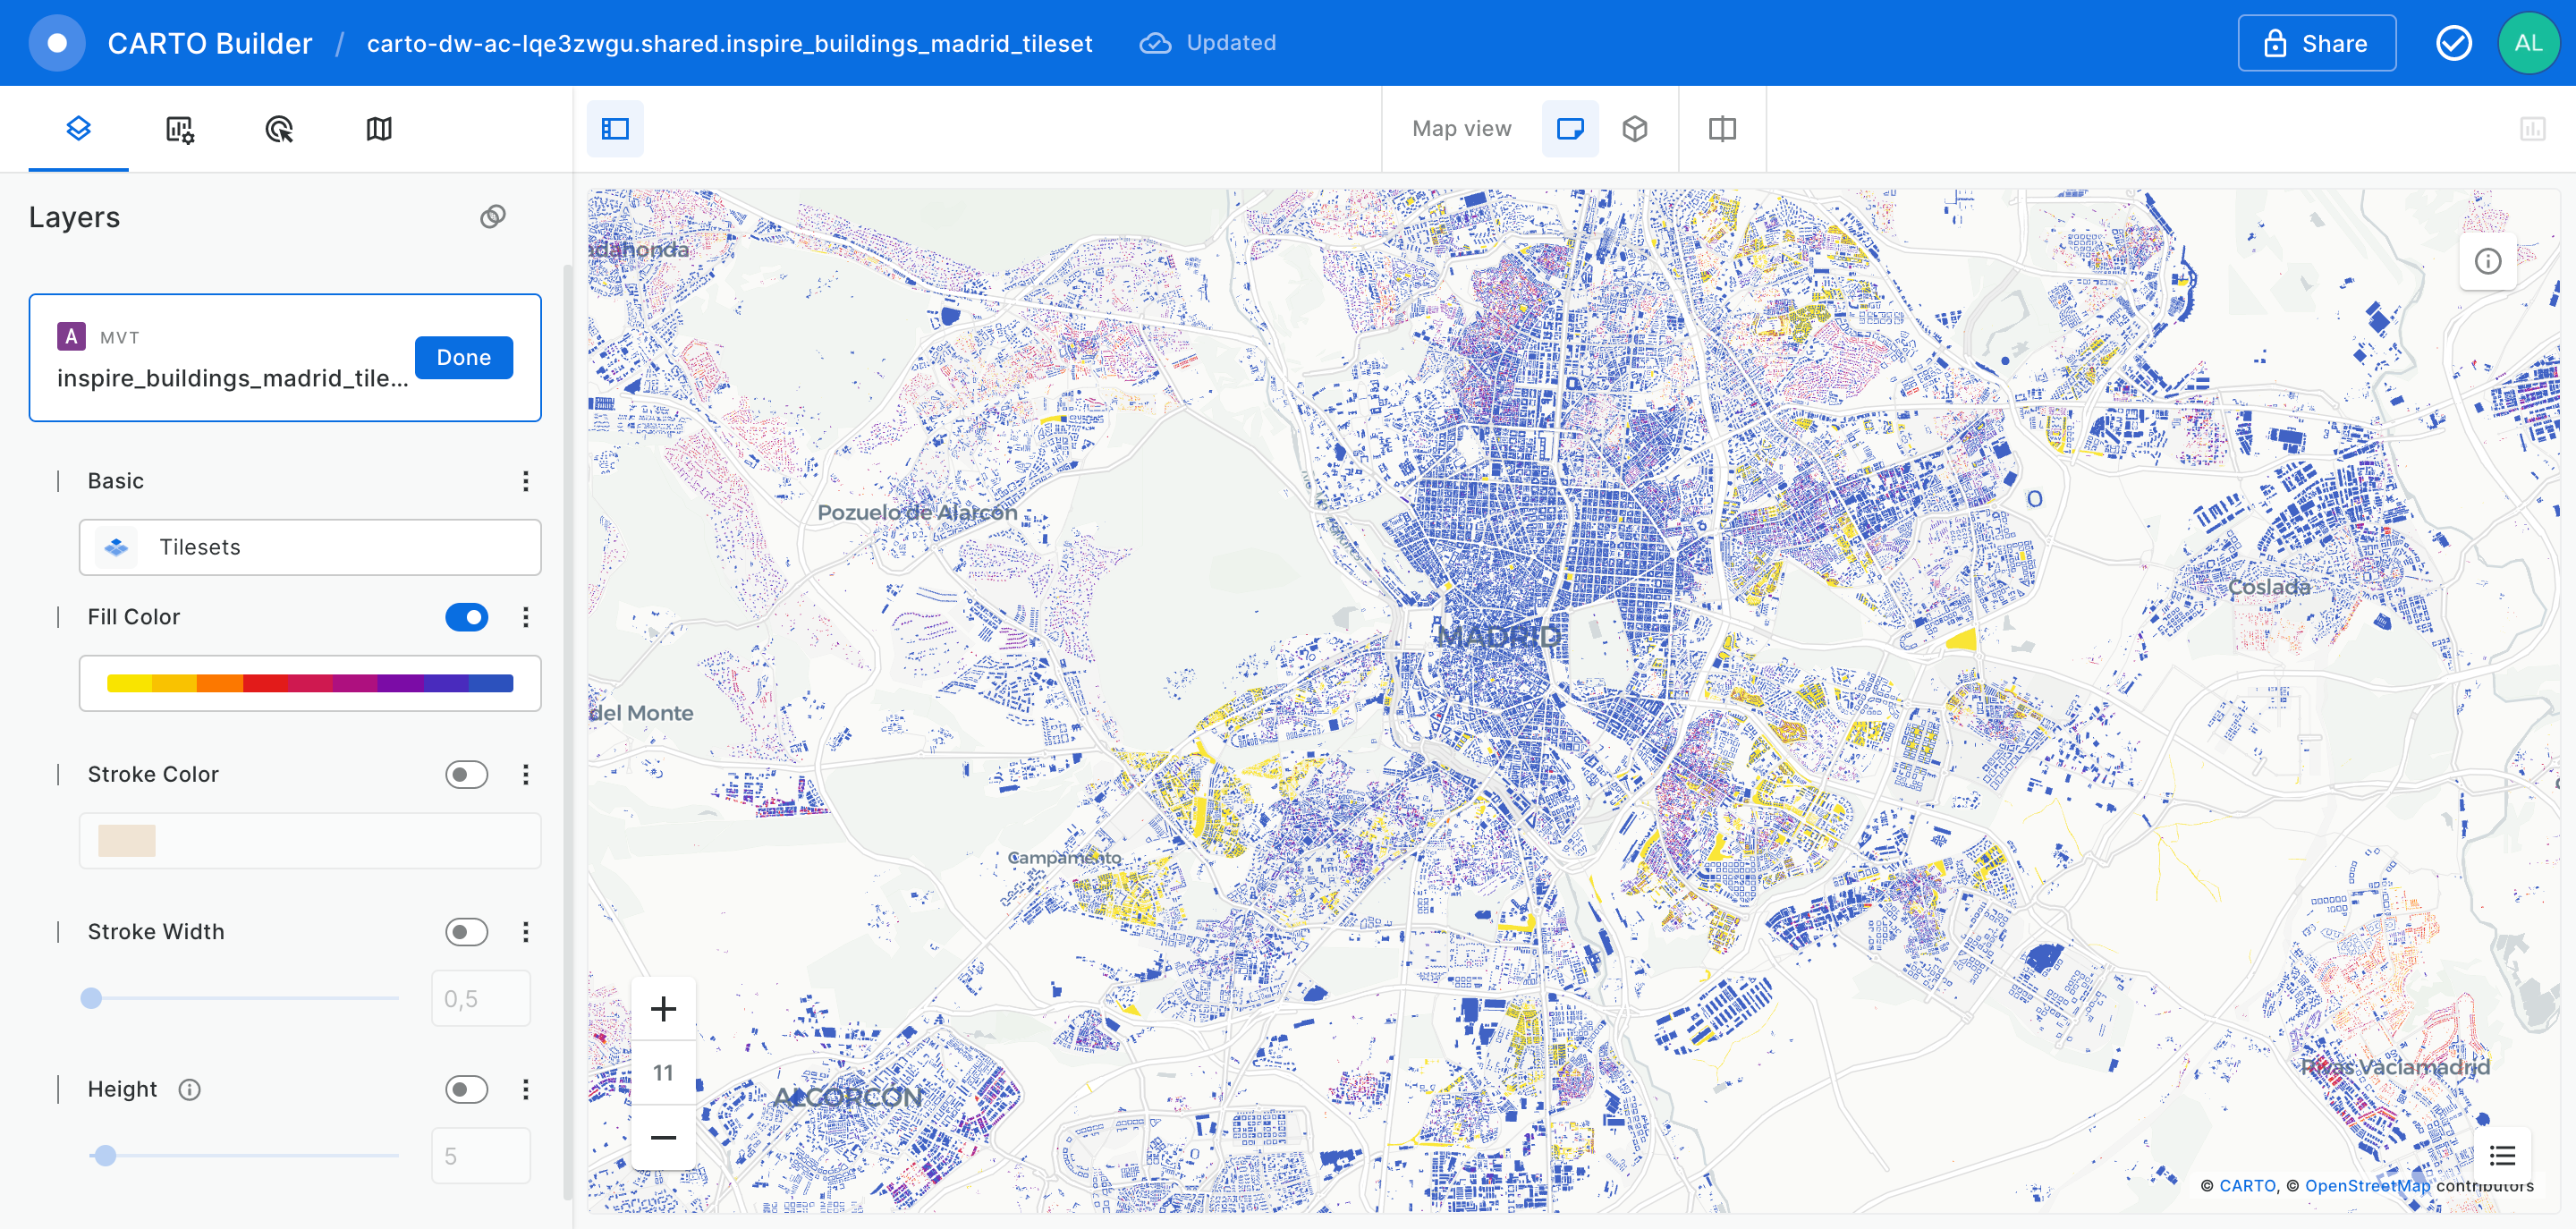 CARTO Builder / carto-dw-ac-lqe3zwgu.shared.inspire_buildings_madrid_tileset Updated Share AL
Map view
Layers
A MVT
inspire_buildings_madrid_tile...
Done
Basic
Tilesets
Fill Color
Stroke Color
Stroke Width
0,5
Height
5
adahonda
Pozuelo de Alarcón
MADRID
Coslada
del Monte
Campamento
ALCORCÓN
Rivas Vaciamadrid
11
© CARTO, © OpenStreetMap contributors